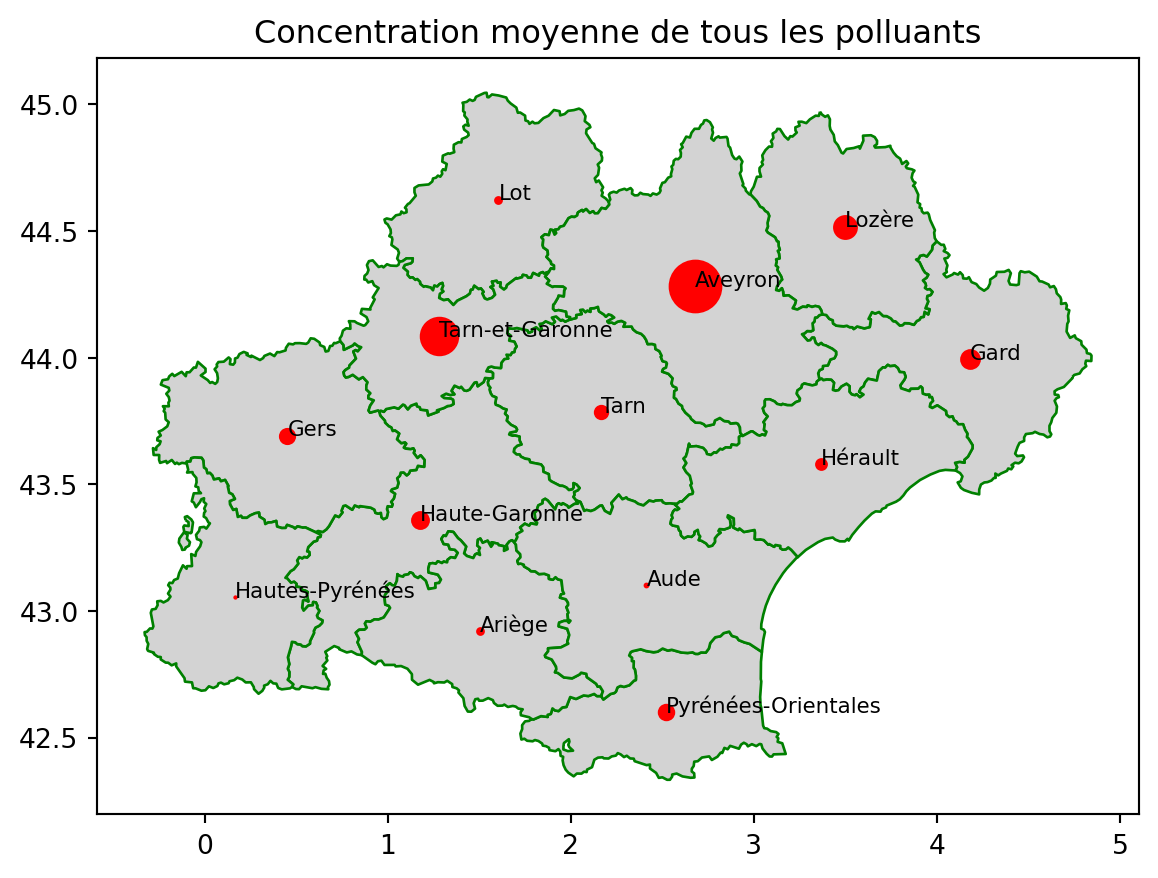 Concentration moyenne de tous les polluants
45.0
44.5
44.0
43.5
43.0
42.5
Lot
Lozère
Aveyron
Tarn-et-Garonne
Gard
Tarn
Gers
Hérault
Haute-Garonne
Aude
Hautes-Pyrénées
Ariège
Pyrénées-Orientales
0 1 2 3 4 5